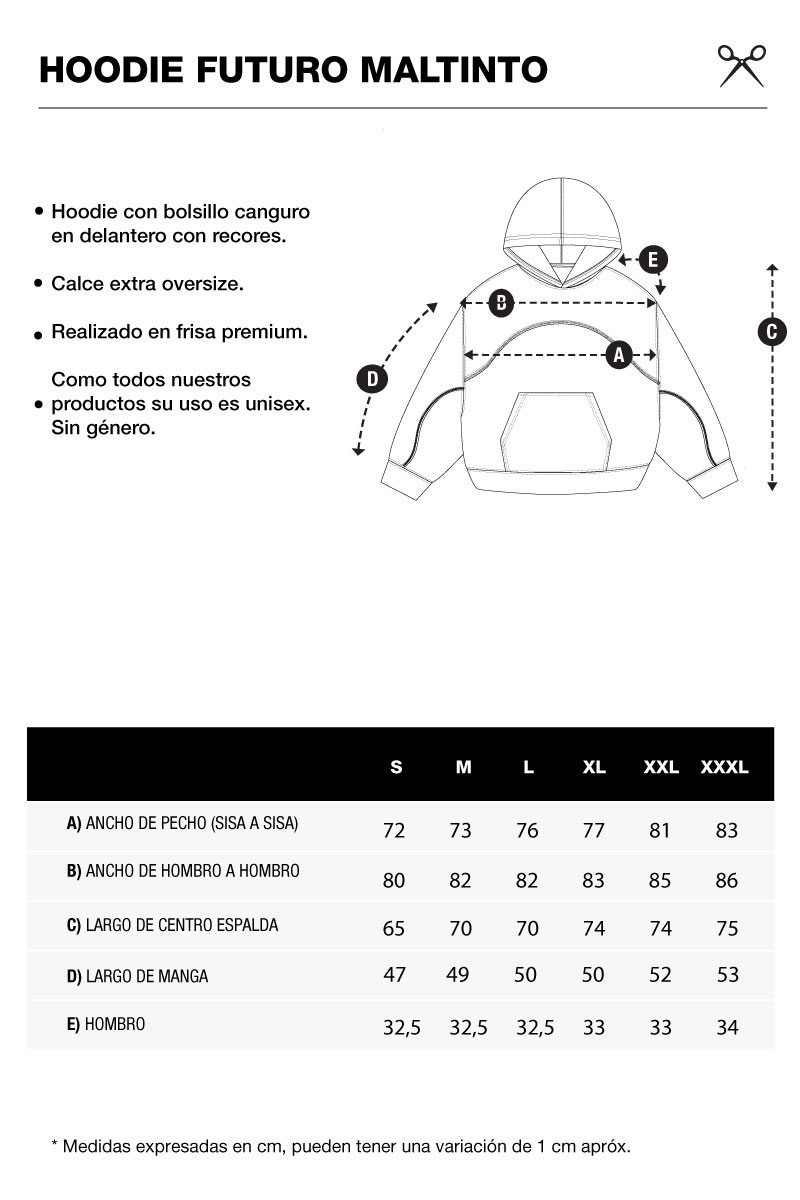 HOODIE FUTURO MALTINTO
• Hoodie con bolsillo canguro
en delantero con recores.
• Calce extra oversize.
• Realizado en frisa premium.
Como todos nuestros
• productos su uso es unisex.
Sin género.
E
B
C
A
D
S M L XL XXL XXXL
A) ANCHO DE PECHO (SISA A SISA) 72 73 76 77 81 83
B) ANCHO DE HOMBRO A HOMBRO 80 82 82 83 85 86
C) LARGO DE CENTRO ESPALDA 65 70 70 74 74 75
D) LARGO DE MANGA 47 49 50 50 52 53
E) HOMBRO 32,5 32,5 32,5 33 33 34
* Medidas expresadas en cm, pueden tener una variación de 1 cm apróx.